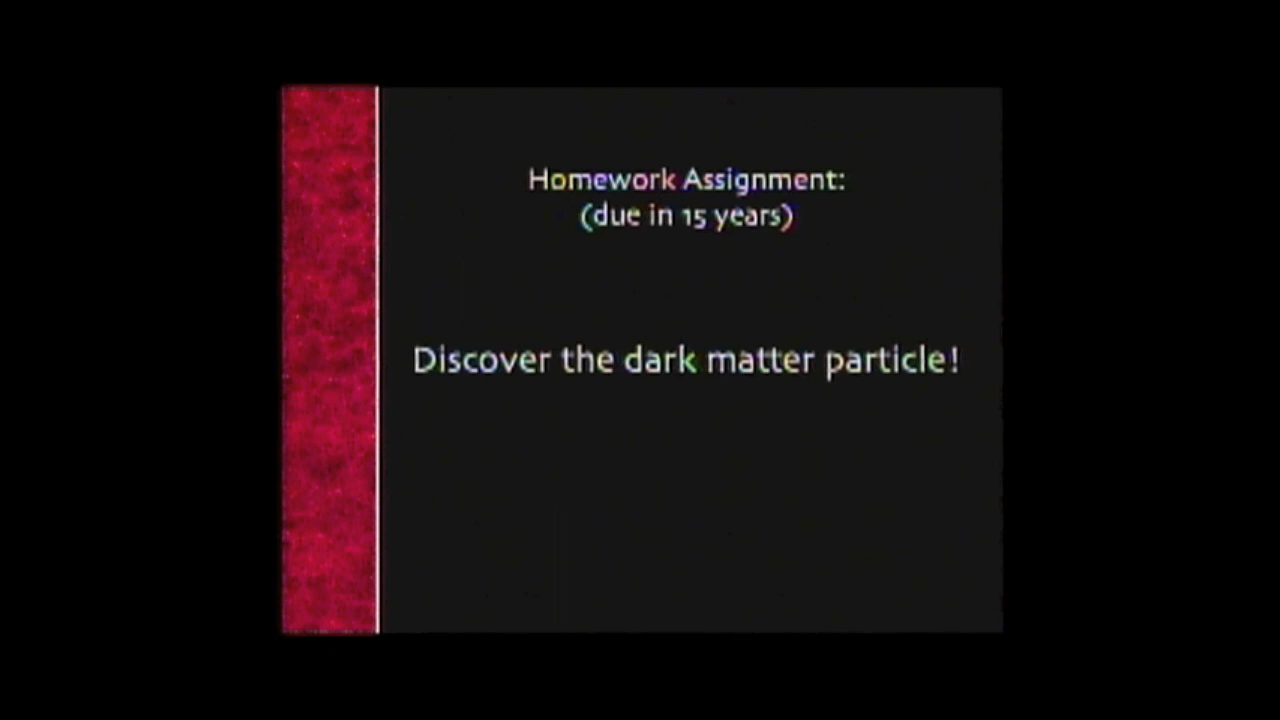 Homework Assignment:
(due in 15 years)
Discover the dark matter particle!